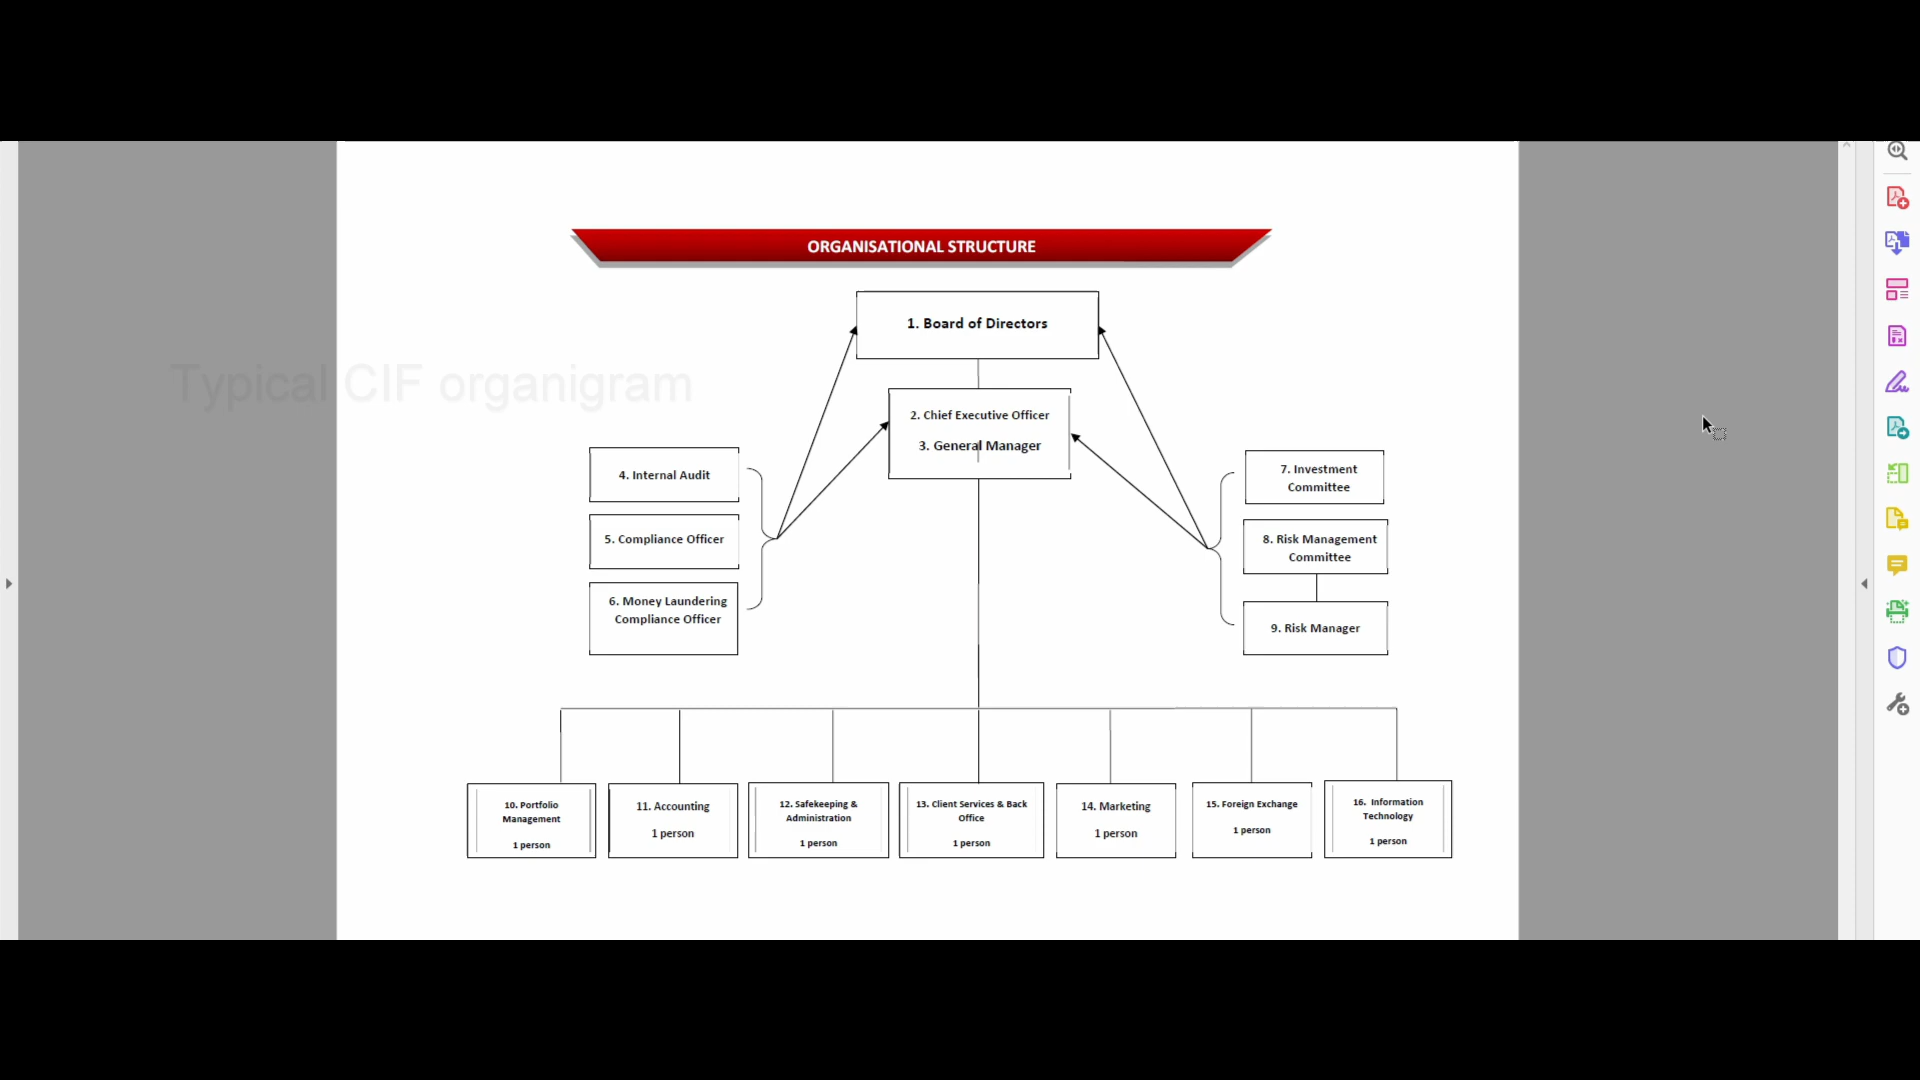 ORGANISATIONAL STRUCTURE
1. Board of Directors
Typical CIF organigram
2. Chief Executive Officer
3. General Manager
4. Internal Audit
5. Compliance Officer
6. Money Laundering
Compliance Officer
7. Investment
Committee
8. Risk Management
Committee
9. Risk Manager
10. Portfolio
Management
1 person
11. Accounting
1 person
12. Safekeeping &
Administration
1 person
13. Client Services & Back
Office
1 person
14. Marketing
1 person
15. Foreign Exchange
1 person
16. Information
Technology
1 person